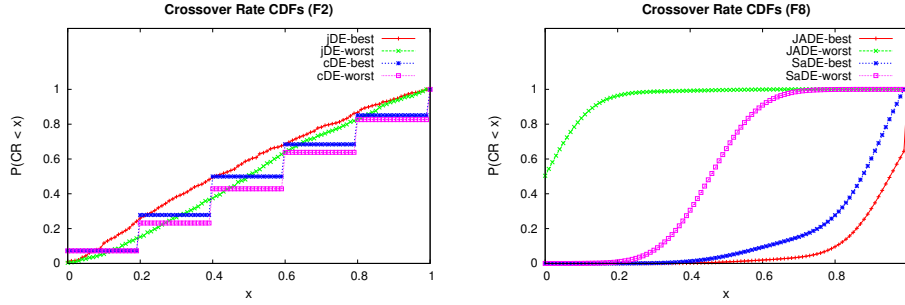 Crossover Rate CDFs (F2)
jDE-best
jDE-worst
cDE-best
cDE-worst
P(CR < x)
1
0.8
0.6
0.4
0.2
0
0 0.2 0.4 0.6 0.8 1
x
Crossover Rate CDFs (F8)
JADE-best
JADE-worst
SaDE-best
SaDE-worst
P(CR < x)
1
0.8
0.6
0.4
0.2
0
0 0.2 0.4 0.6 0.8
x